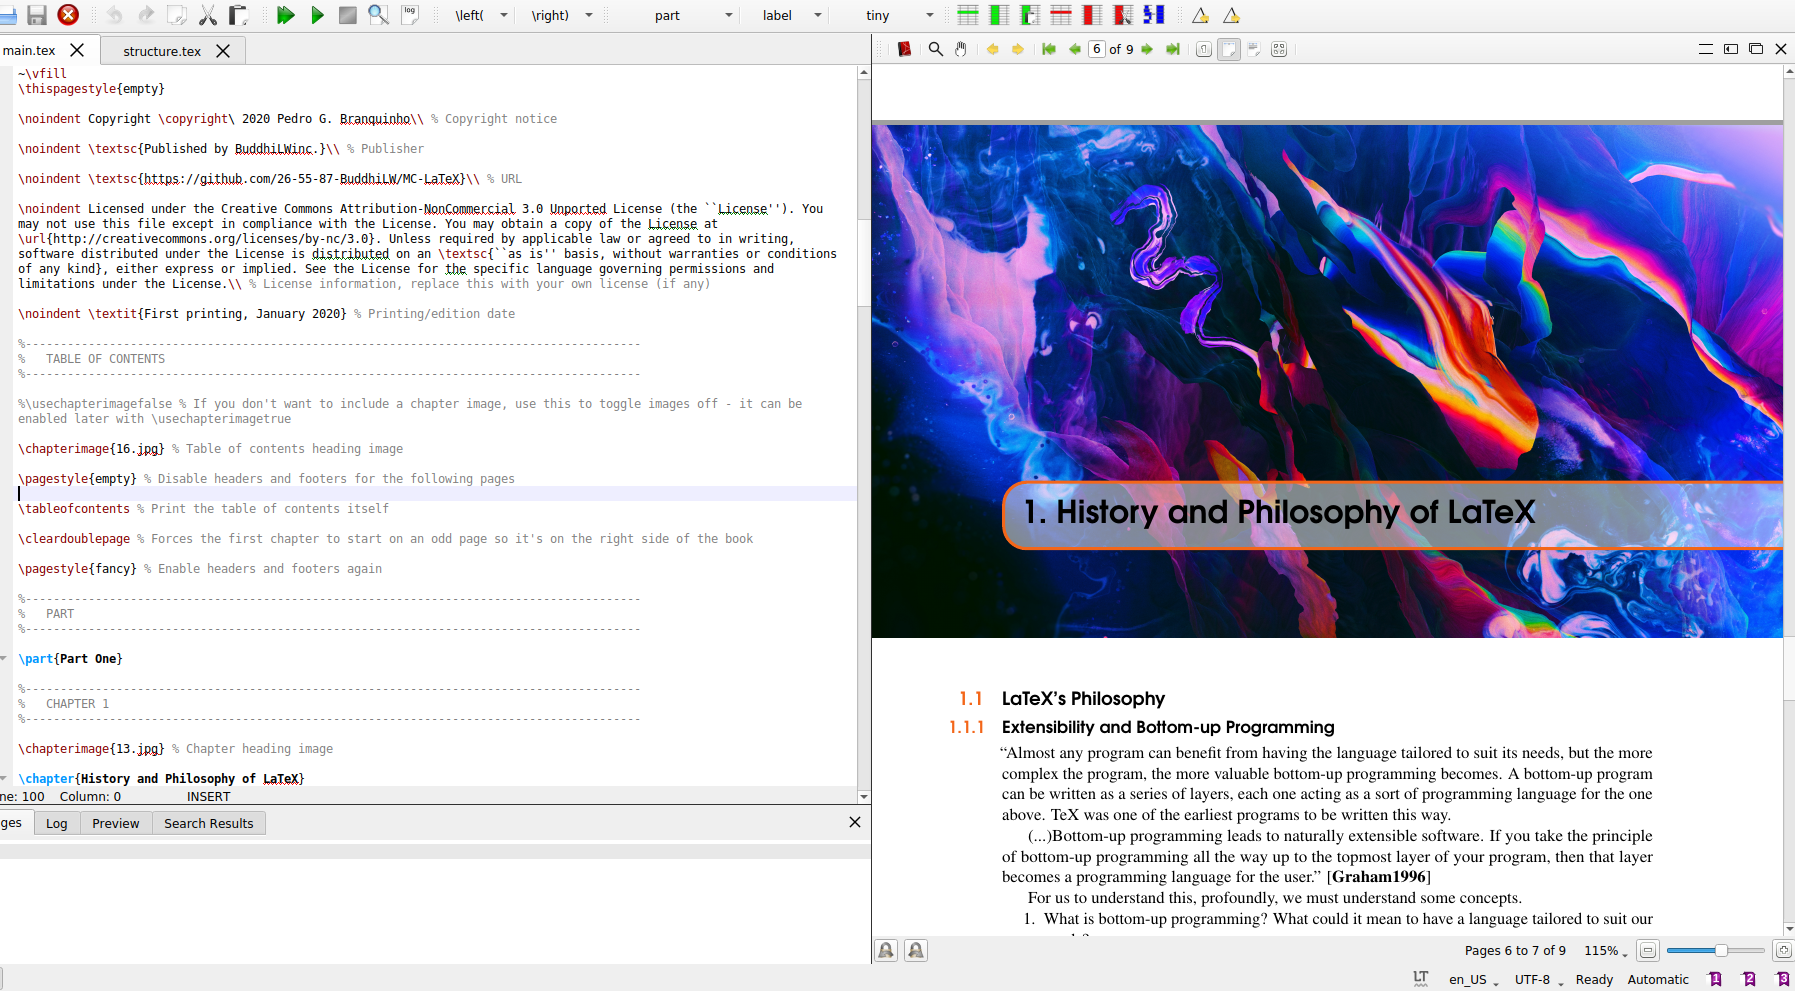 log
\left(
\right)
part
label
tiny
main.tex
structure.tex
~\vfill
\thispagestyle{empty}
\noindent Copyright \copyright\ 2020 Pedro G. Branquinho\\ % Copyright notice
\noindent \textsc{Published by BuddhiLWinc.}\\ % Publisher
\noindent \textsc{https://github.com/26-55-87-BuddhiLW/MC-LaTeX}\\ % URL
\noindent Licensed under the Creative Commons Attribution-NonCommercial 3.0 Unported License (the ``License''). You
may not use this file except in compliance with the License. You may obtain a copy of the License at
\url{http://creativecommons.org/licenses/by-nc/3.0}. Unless required by applicable law or agreed to in writing,
software distributed under the License is distributed on an \textsc{``as is'' basis, without warranties or conditions
of any kind}, either express or implied. See the License for the specific language governing permissions and
limitations under the License.\\ % License information, replace this with your own license (if any)
\noindent \textit{First printing, January 2020} % Printing/edition date
%----------------------------------------------------------------------------------------
%   TABLE OF CONTENTS
%----------------------------------------------------------------------------------------
%\usechapterimagefalse % If you don't want to include a chapter image, use this to toggle images off - it can be
enabled later with \usechapterimagetrue
\chapterimage{16.jpg} % Table of contents heading image
\pagestyle{empty} % Disable headers and footers for the following pages
\tableofcontents % Print the table of contents itself
\cleardoublepage % Forces the first chapter to start on an odd page so it's on the right side of the book
\pagestyle{fancy} % Enable headers and footers again
%----------------------------------------------------------------------------------------
%   PART
%----------------------------------------------------------------------------------------
\part{Part One}
%----------------------------------------------------------------------------------------
%   CHAPTER 1
%----------------------------------------------------------------------------------------
\chapterimage{13.jpg} % Chapter heading image
\chapter{History and Philosophy of LaTeX}
ne: 100 Column: 0 INSERT
ges Log Preview Search Results
6 of 9
1. History and Philosophy of LaTeX
1.1 LaTeX's Philosophy
1.1.1 Extensibility and Bottom-up Programming
“Almost any program can benefit from having the language tailored to suit its needs, but the more
complex the program, the more valuable bottom-up programming becomes. A bottom-up program
can be written as a series of layers, each one acting as a sort of programming language for the one
above. TeX was one of the earliest programs to be written this way.
(...)Bottom-up programming leads to naturally extensible software. If you take the principle
of bottom-up programming all the way up to the topmost layer of your program, then that layer
becomes a programming language for the user.” [Graham1996]
For us to understand this, profoundly, we must understand some concepts.
1. What is bottom-up programming? What could it mean to have a language tailored to suit our
Pages 6 to 7 of 9 115%
LT en_US UTF-8 Ready Automatic 1 2 3